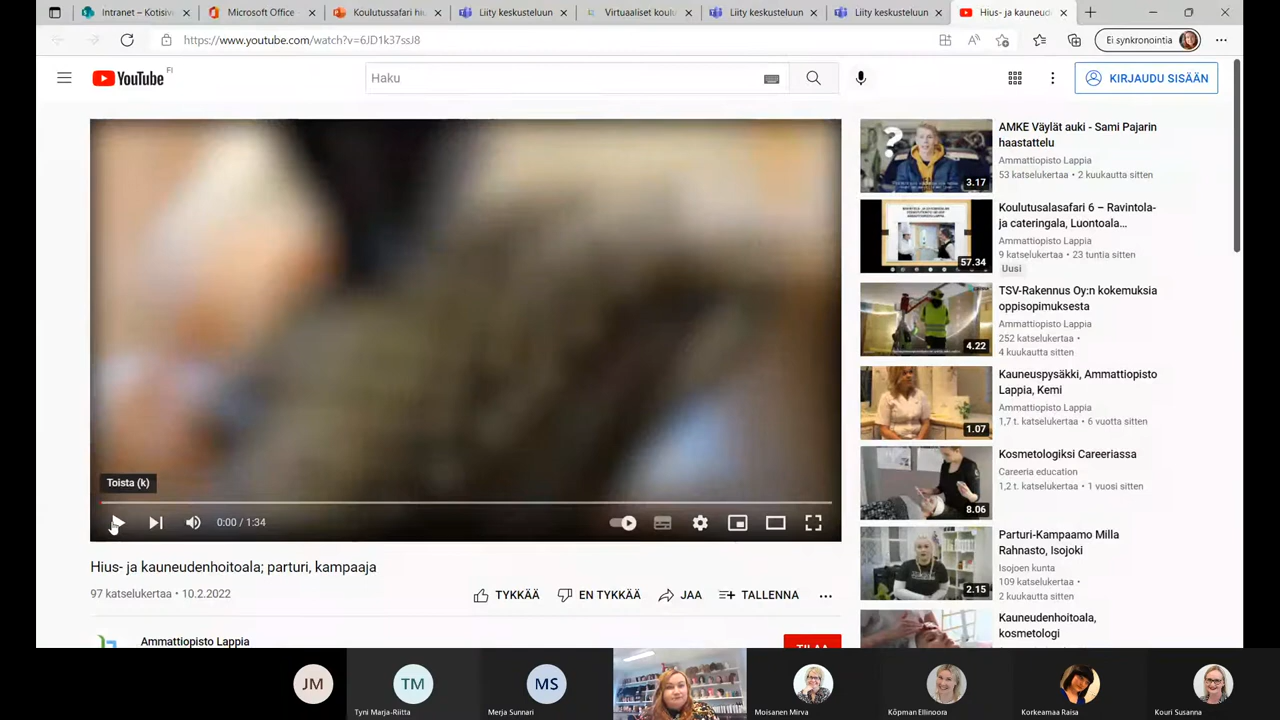 Intranet – Kotisiv
Microsoft Office
Koulutussafari hiu
Liity keskusteluun
Virtuaaliset koulu
Liity keskusteluun
Liity keskusteluun
Hius- ja kauneud
https://www.youtube.com/watch?v=6JD1k37ssJ8
Ei synkronointia
YouTube FI
Haku
KIRJAUDU SISÄÄN
Toista (k)
0:00 / 1:34
Hius- ja kauneudenhoitoala; parturi, kampaaja
97 katselukertaa • 10.2.2022
TYKKÄÄ
EN TYKKÄÄ
JAA
TALLENNA
Ammattiopisto Lappia
TILAA
3.17
AMKE Väylät auki - Sami Pajarin
haastattelu
Ammattiopisto Lappia
53 katselukertaa • 2 kuukautta sitten
57.34
Koulutusalasafari 6 – Ravintola-
ja cateringala, Luontoala...
Ammattiopisto Lappia
9 katselukertaa • 23 tuntia sitten
Uusi
4.22
TSV-Rakennus Oy:n kokemuksia
oppisopimuksesta
Ammattiopisto Lappia
252 katselukertaa •
4 kuukautta sitten
1.07
Kauneuspysäkki, Ammattiopisto
Lappia, Kemi
Ammattiopisto Lappia
1,7 t. katselukertaa • 6 vuotta sitten
8.06
Kosmetologiksi Careeriassa
Careeria education
1,2 t. katselukertaa • 1 vuosi sitten
2.15
Parturi-Kampaamo Milla
Rahnasto, Isojoki
Isojoen kunta
109 katselukertaa •
2 kuukautta sitten
Kauneudenhoitoala,
kosmetologi
JM
TM
Tyni Marja-Riitta
MS
Merja Sunnari
Moisanen Mirva
Köpman Ellinoora
Korkeamaa Raisa
Kouri Susanna